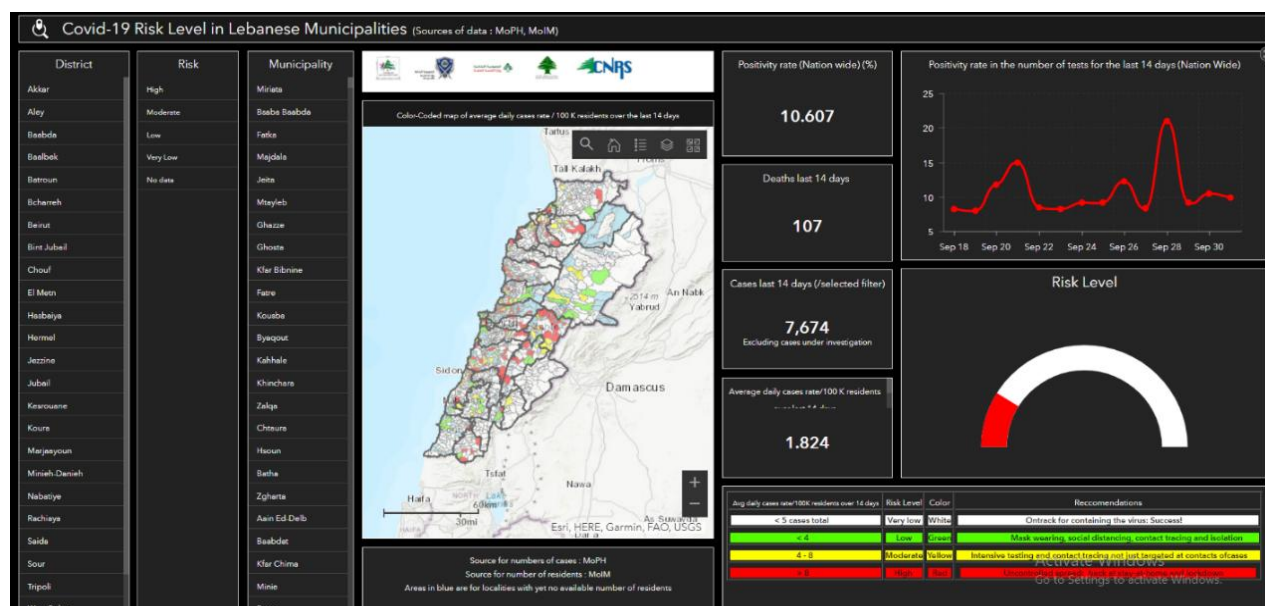 Covid-19 Risk Level in Lebanese Municipalities (Sources of data : MoPH, MoIM)
District
Akkar
Aley
Baabda
Baalbek
Batroun
Bcharreh
Beirut
Bint Jubail
Chouf
El Metn
Hasbaiya
Hermel
Jezzine
Jubail
Kesrouane
Koura
Marjaayoun
Minieh-Danieh
Nabatiye
Rachiaya
Saida
Sour
Tripoli
Risk
High
Moderate
Low
Very Low
No data
Municipality
Miriata
Baaba Baabda
Fatka
Majdala
Jeita
Mtayleb
Ghazze
Ghosta
Kfar Bibnine
Fatre
Kousba
Byaqout
Kahhale
Khinchara
Zalqa
Chtaura
Hsoun
Batha
Zgharta
Aain Ed-Delb
Beabdat
Kfar Chima
Minie
CNRS
Color-Coded map of average daily cases rate / 100 K residents over the last 14 days
Tartus
Tall Kalakh
An Nabk
Yabrud
Sidon
Damascus
Tsfat
Nawa
Haifa
Lake
60km
30mi
As Suwayda
Esri, HERE, Garmin, FAO, USGS
Source for numbers of cases : MoPH
Source for number of residents : MoIM
Areas in blue are for localities with yet no available number of residents
Positivity rate (Nation wide) (%)
10.607
Deaths last 14 days
107
Cases last 14 days (/selected filter)
7,674
Excluding cases under investigation
Average daily cases rate/100 K residents
1.824
Positivity rate in the number of tests for the last 14 days (Nation Wide)
25
20
15
10
5
Sep 18 Sep 20 Sep 22 Sep 24 Sep 26 Sep 28 Sep 30
Risk Level
Avg daily cases rate/100K residents over 14 days Risk Level Color Reccomendations
< 5 cases total Very low White Ontrack for containing the virus: Success!
< 4 Low Green Mask wearing, social distancing, contact tracing and isolation
4 - 8 Moderate Yellow Intensive testing and contact tracing not just targeted at contacts ofcases
> 8 High Red
Activate Windows
Go to Settings to activate Windows.